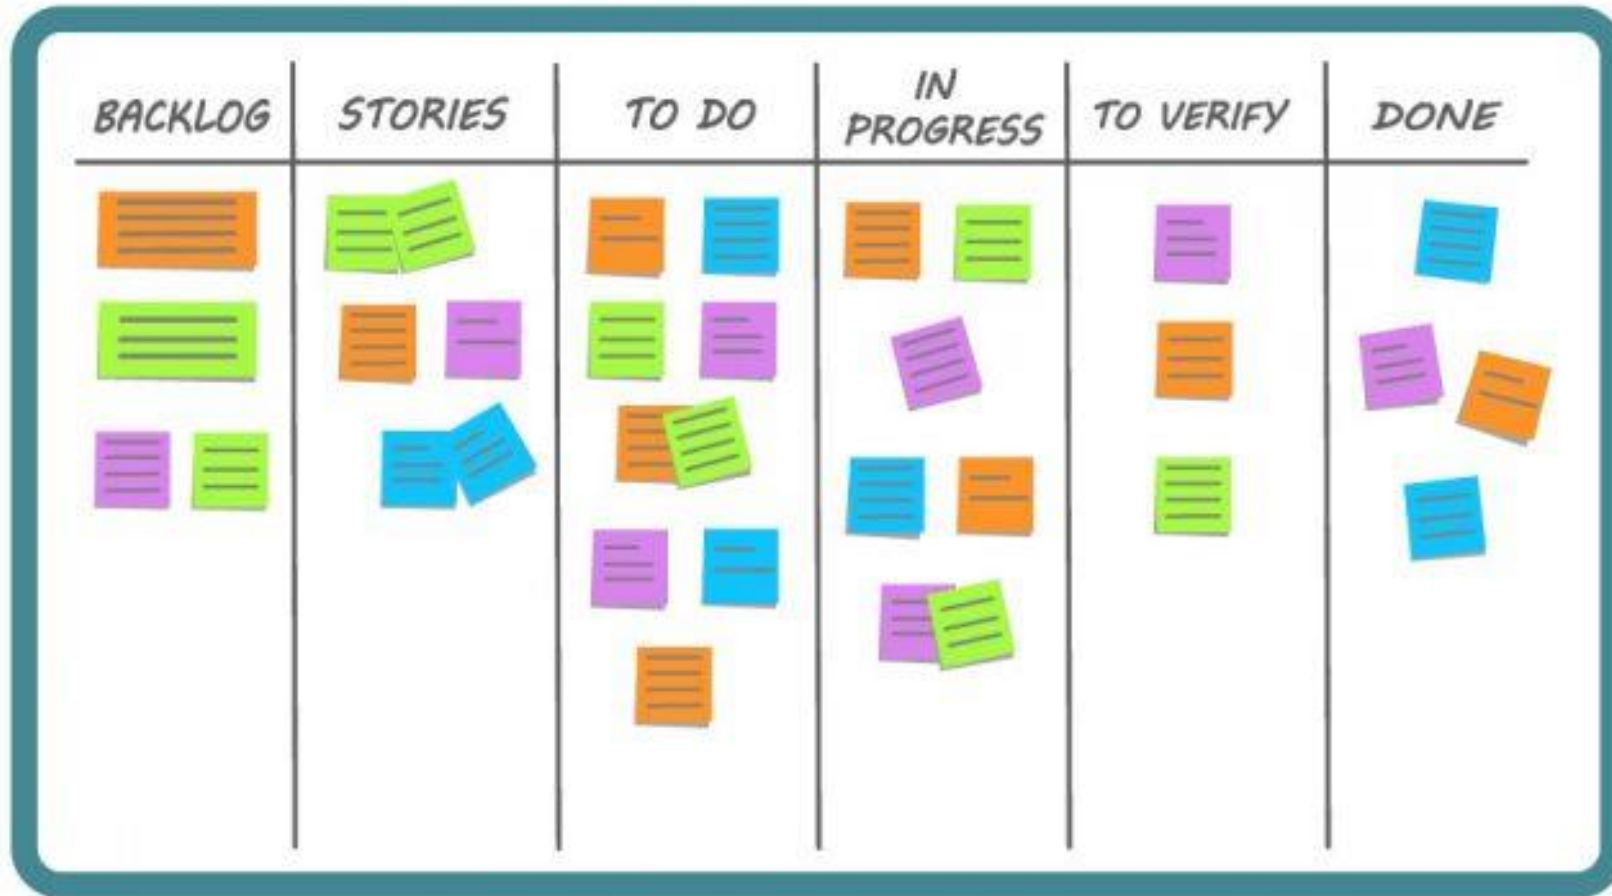 BACKLOG
STORIES
TO DO
IN
PROGRESS
TO VERIFY
DONE